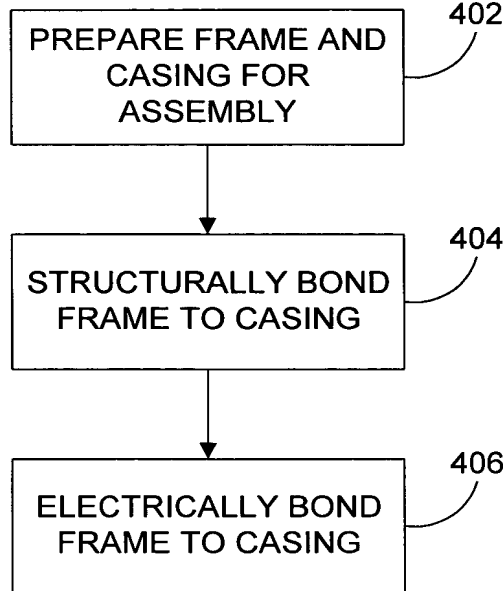 PREPARE FRAME AND
CASING FOR
ASSEMBLY
402
STRUCTURALLY BOND
FRAME TO CASING
404
ELECTRICALLY BOND
FRAME TO CASING
406